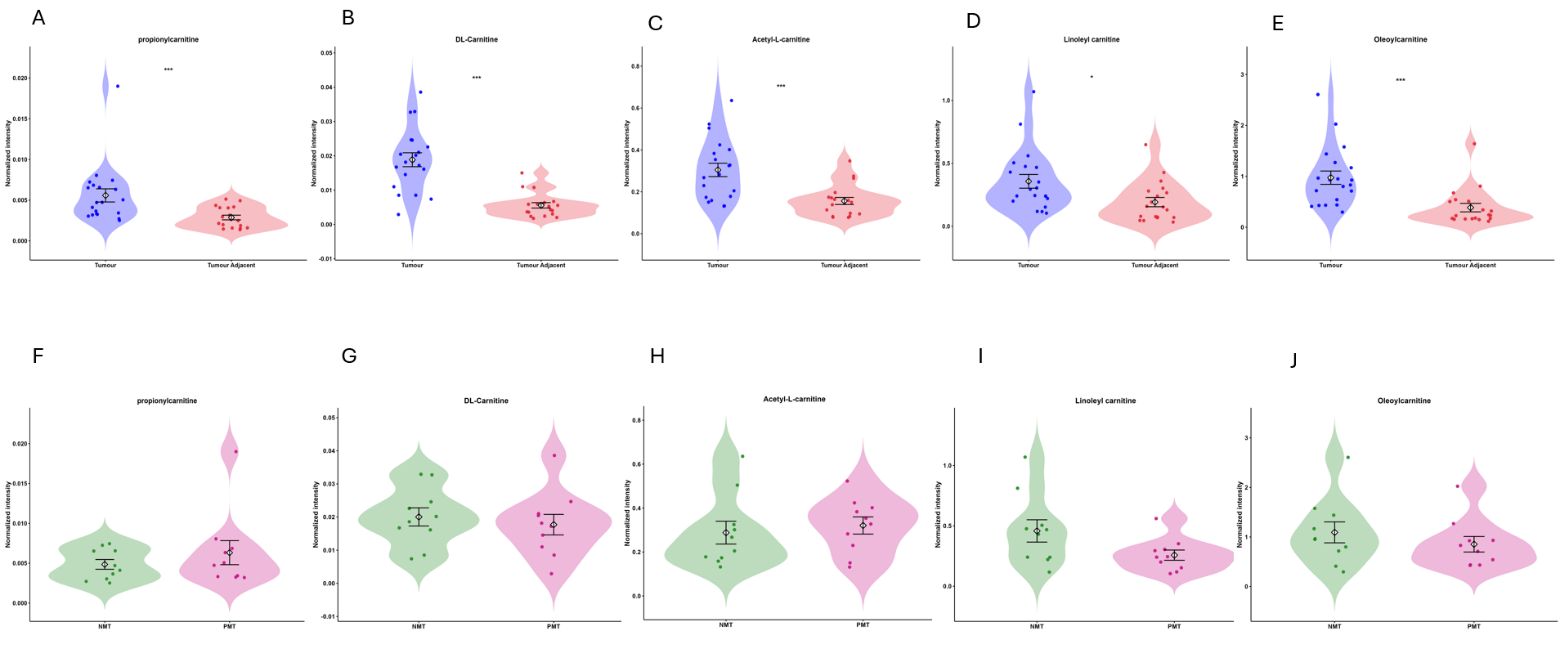 A
propionylcarnitine
***
Normalized intensity
0.020
0.015
0.010
0.005
0.000
Tumour
Tumour Adjacent
B
DL-Carnitine
***
Normalized intensity
0.05
0.04
0.03
0.02
0.01
0.00
-0.01
Tumour
Tumour Adjacent
C
Acetyl-L-carnitine
***
Normalized intensity
0.8
0.6
0.4
0.2
0.0
Tumour
Tumour Adjacent
D
Linoleyl carnitine
*
Normalized intensity
1.0
0.5
0.0
Tumour
Tumour Adjacent
E
Oleoylcarnitine
***
Normalized intensity
3
2
1
0
Tumour
Tumour Adjacent
F
propionylcarnitine
Normalized intensity
0.020
0.015
0.010
0.005
0.000
NMT
PMT
G
DL-Carnitine
Normalized intensity
0.05
0.04
0.03
0.02
0.01
0.00
-0.01
NMT
PMT
H
Acetyl-L-carnitine
Normalized intensity
0.8
0.6
0.4
0.2
0.0
NMT
PMT
I
Linoleyl carnitine
Normalized intensity
1.0
0.5
0.0
NMT
PMT
J
Oleoylcarnitine
Normalized intensity
3
2
1
0
NMT
PMT